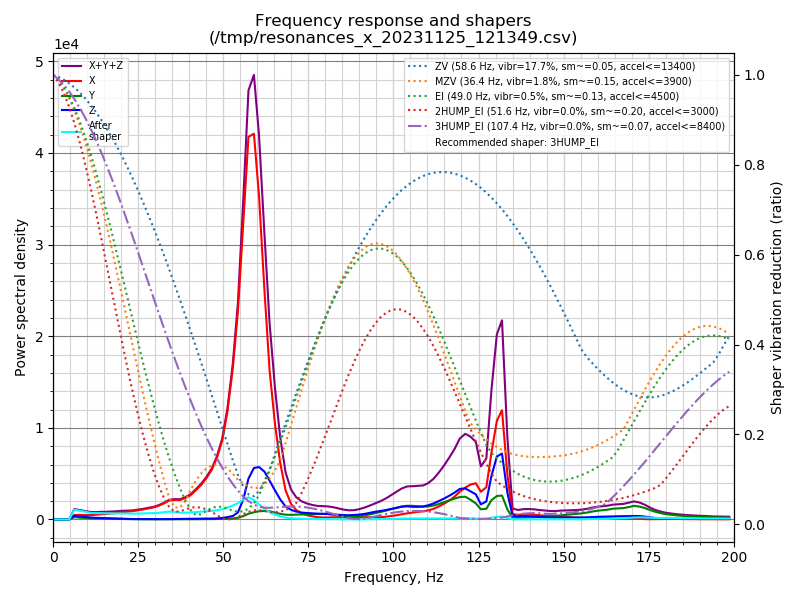 Frequency response and shapers
(/tmp/resonances_x_20231125_121349.csv)
1e4
X+Y+Z
X
Y
Z
After
shaper
ZV (58.6 Hz, vibr=17.7%, sm~=0.05, accel<=13400)
MZV (36.4 Hz, vibr=1.8%, sm~=0.15, accel<=3900)
EI (49.0 Hz, vibr=0.5%, sm~=0.13, accel<=4500)
2HUMP_EI (51.6 Hz, vibr=0.0%, sm~=0.20, accel<=3000)
3HUMP_EI (107.4 Hz, vibr=0.0%, sm~=0.07, accel<=8400)
Recommended shaper: 3HUMP_EI
5
4
3
2
1
0
Power spectral density
1.0
0.8
0.6
0.4
0.2
0.0
Shaper vibration reduction (ratio)
0 25 50 75 100 125 150 175 200
Frequency, Hz